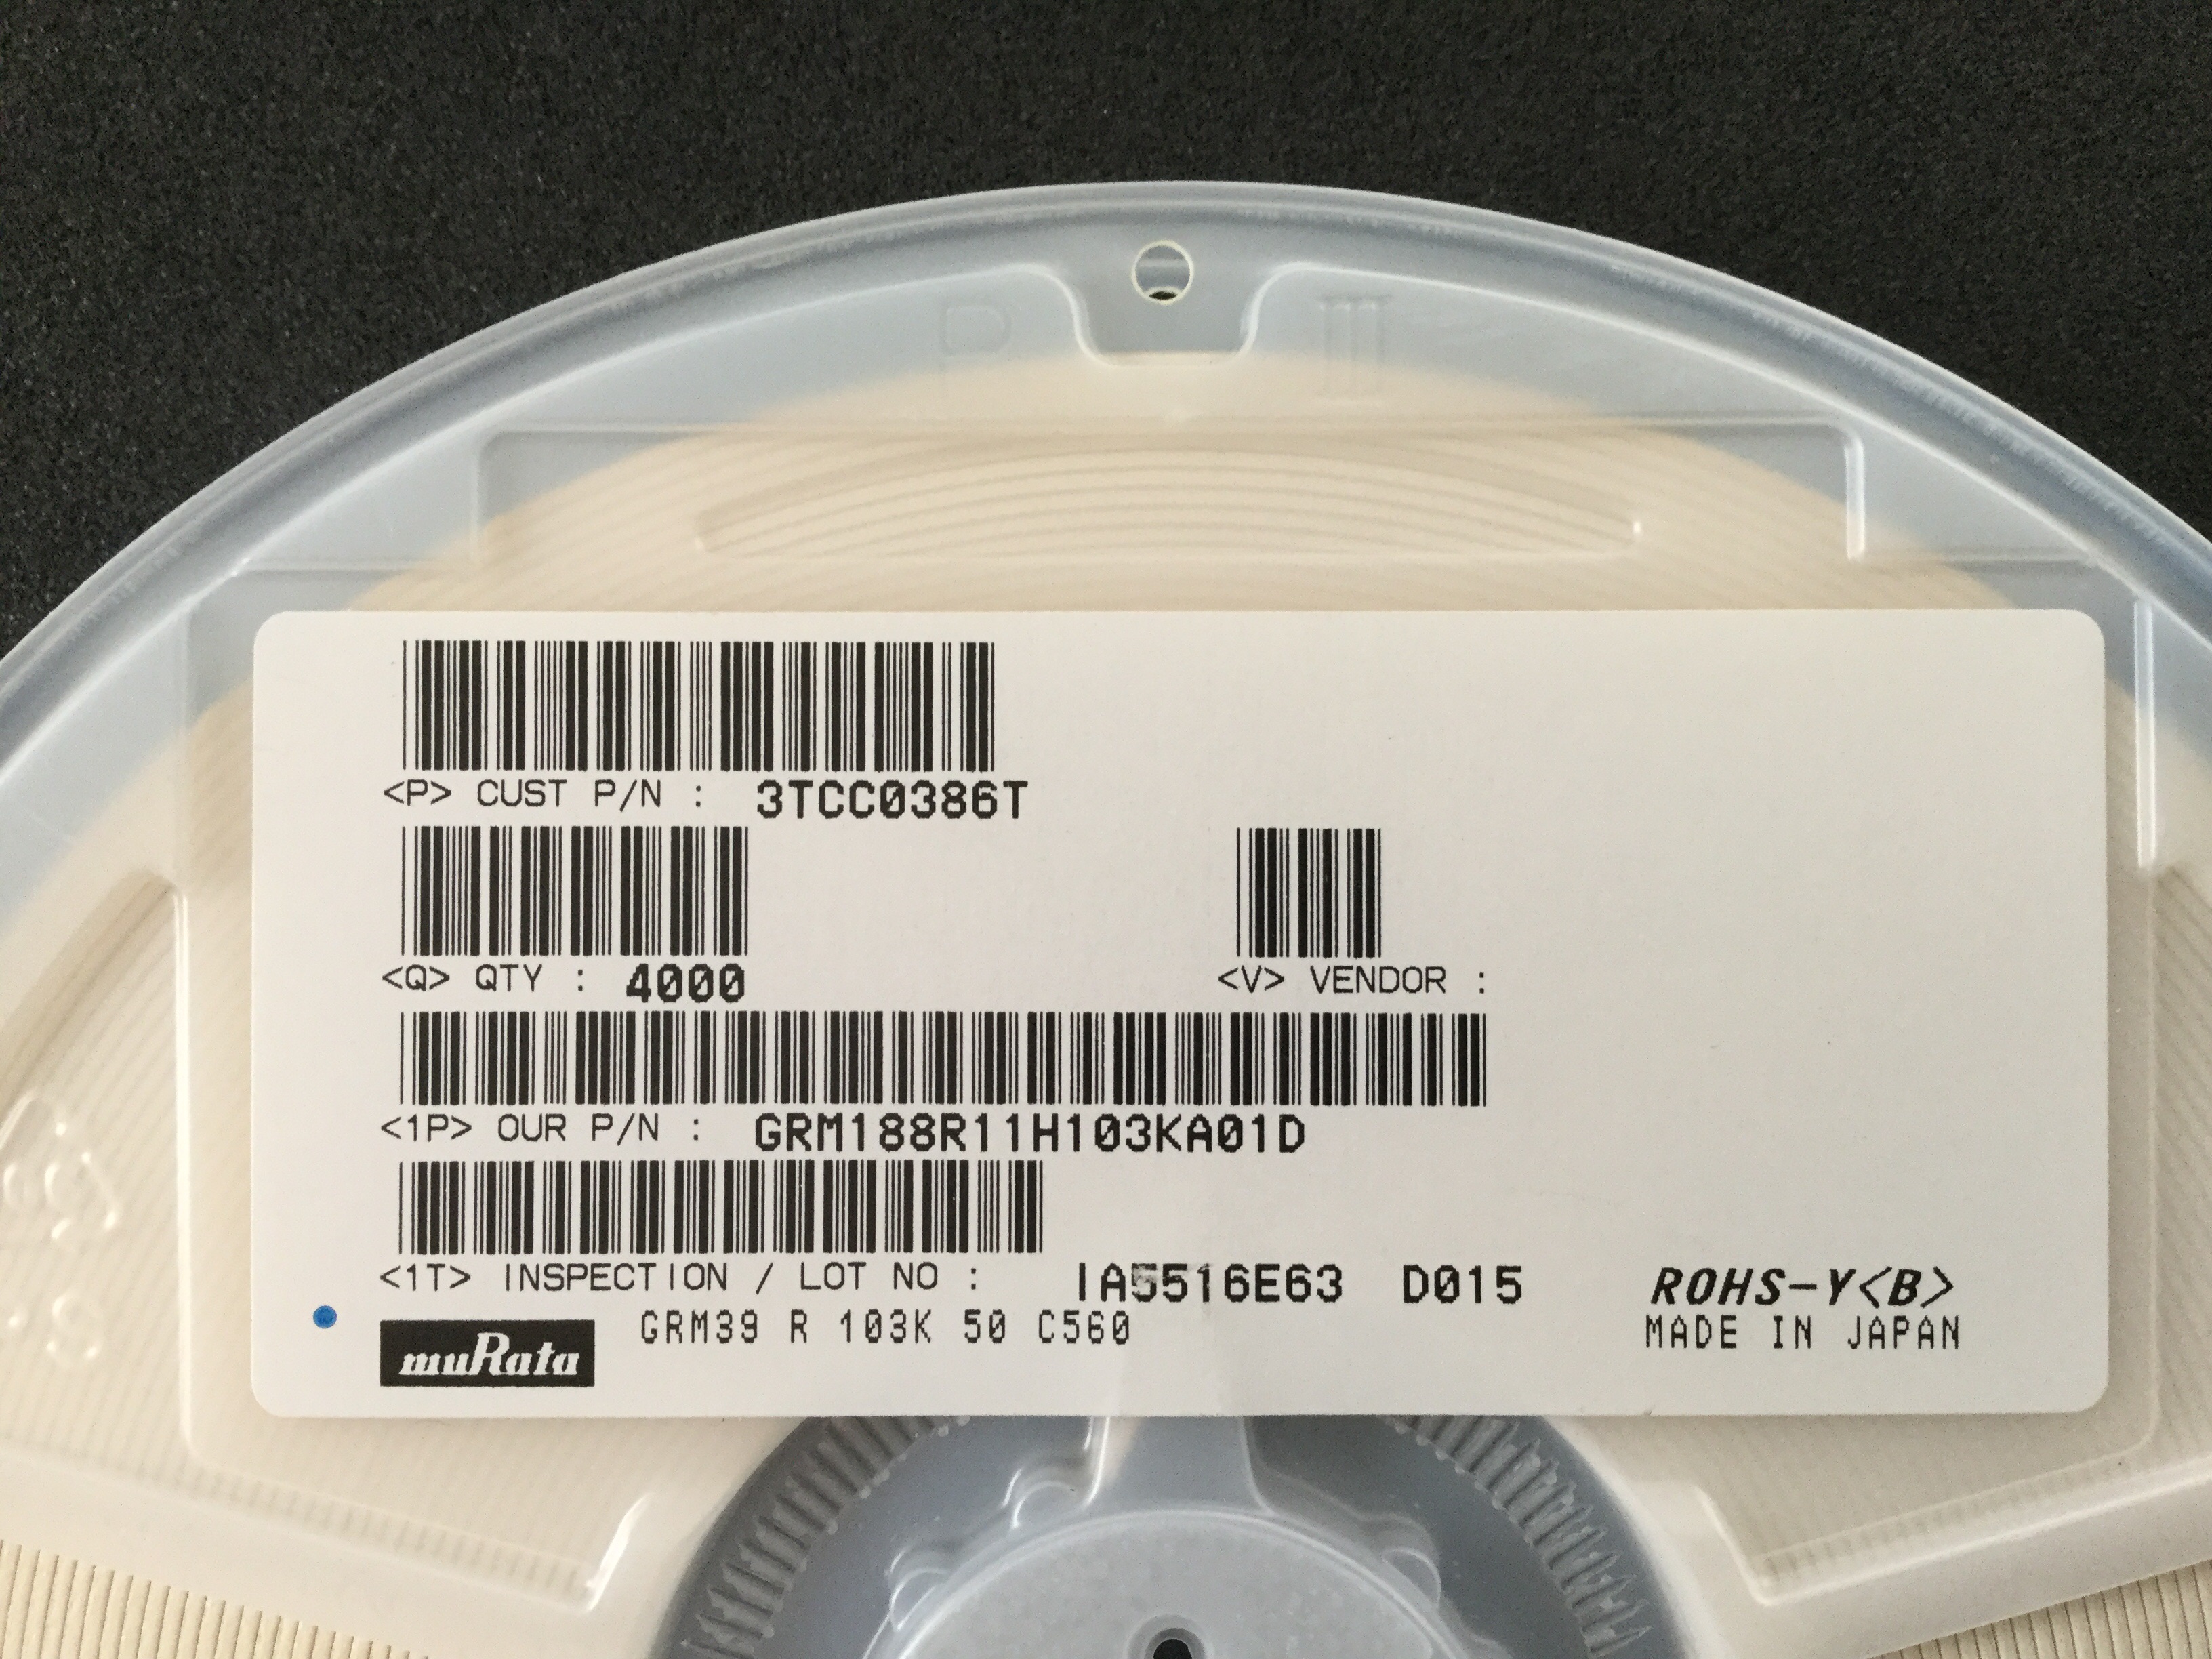 P III
<P> CUST P/N : 3TCC0386T
<Q> QTY : 4000
<V> VENDOR :
<1P> OUR P/N : GRM188R11H103KA01D
<1T> INSPECTION / LOT NO : IA5516E63 D015
ROHS-Y<B>
muRata
GRM39 R 103K 50 C560
MADE IN JAPAN